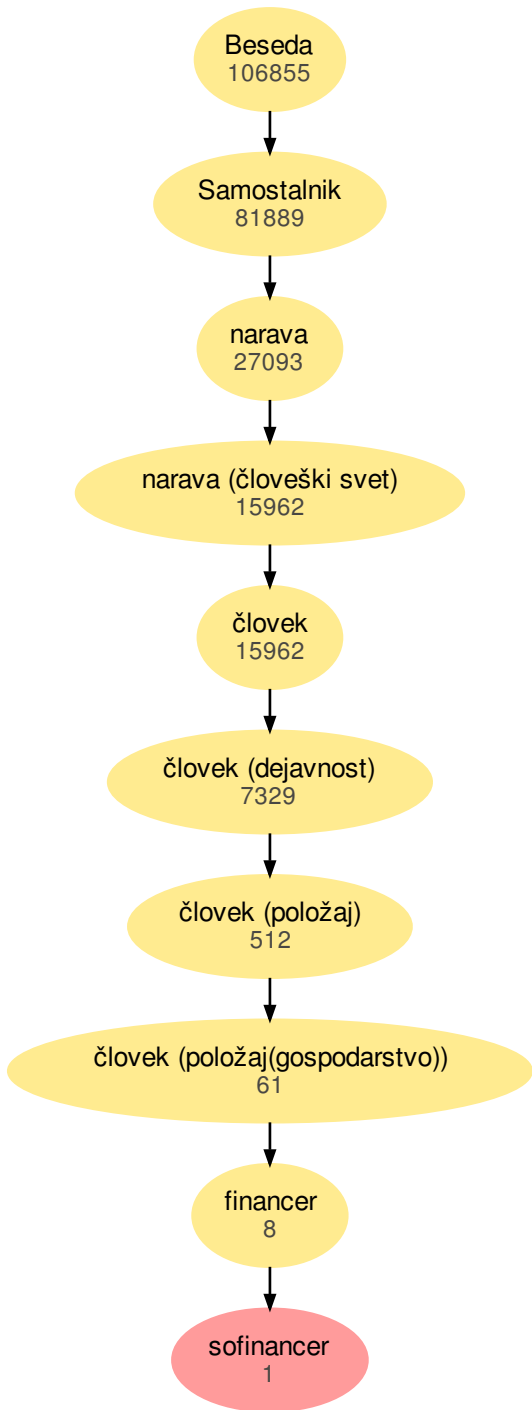 Beseda
106855
Samostalnik
81889
narava
27093
narava (človeški svet)
15962
človek
15962
človek (dejavnost)
7329
človek (položaj)
512
človek (položaj(gospodarstvo))
61
financer
8
sofinancer
1